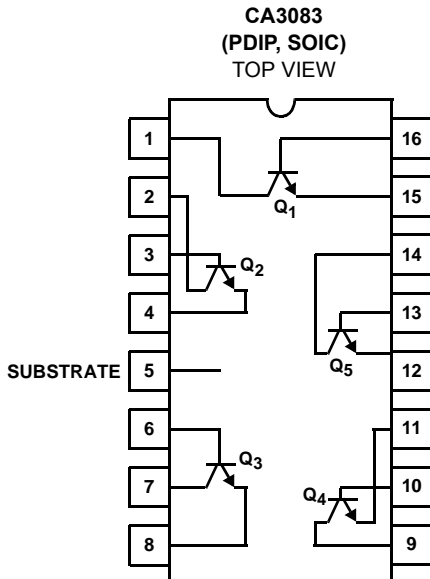 CA3083
(PDIP, SOIC)
TOP VIEW
1
16
2
Q1
15
3
Q2
14
4
13
SUBSTRATE
5
Q5
12
6
11
7
Q3
Q4
10
8
9